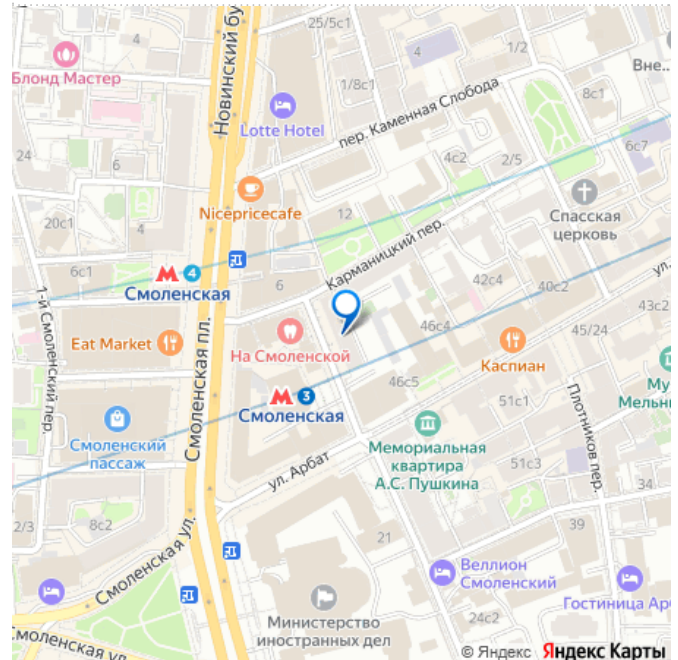 25/5с1
4
1/2
Вне..
Блонд Мастер
Новинский бу
1/8с1
8с1
Lotte Hotel
пер. Каменная Слобода
4с2
2/5
6с7
24
4
6
Nicepricecafe
12
Спасская
церковь
20с1
Карманицкий пер.
ул.
6с1
4
Смоленская
6
42с4
40с2
43с2
1-й Смоленский пер.
Eat Market
На Смоленской
46с4
Каспиан
45/24
Смоленская пл.
3
Смоленская
46с5
51с1
Му
Мельн
Смоленский
пассаж
Мемориальная
квартира
А.С. Пушкина
Плотников пер.
ул. Арбат
51с3
34
2/3
8с2
39
21
Смоленская ул.
Веллион
Смоленский
Гостиница Ар
24с2
Министерство
иностранных дел
Смоленская ул
© Яндекс Яндекс Карты